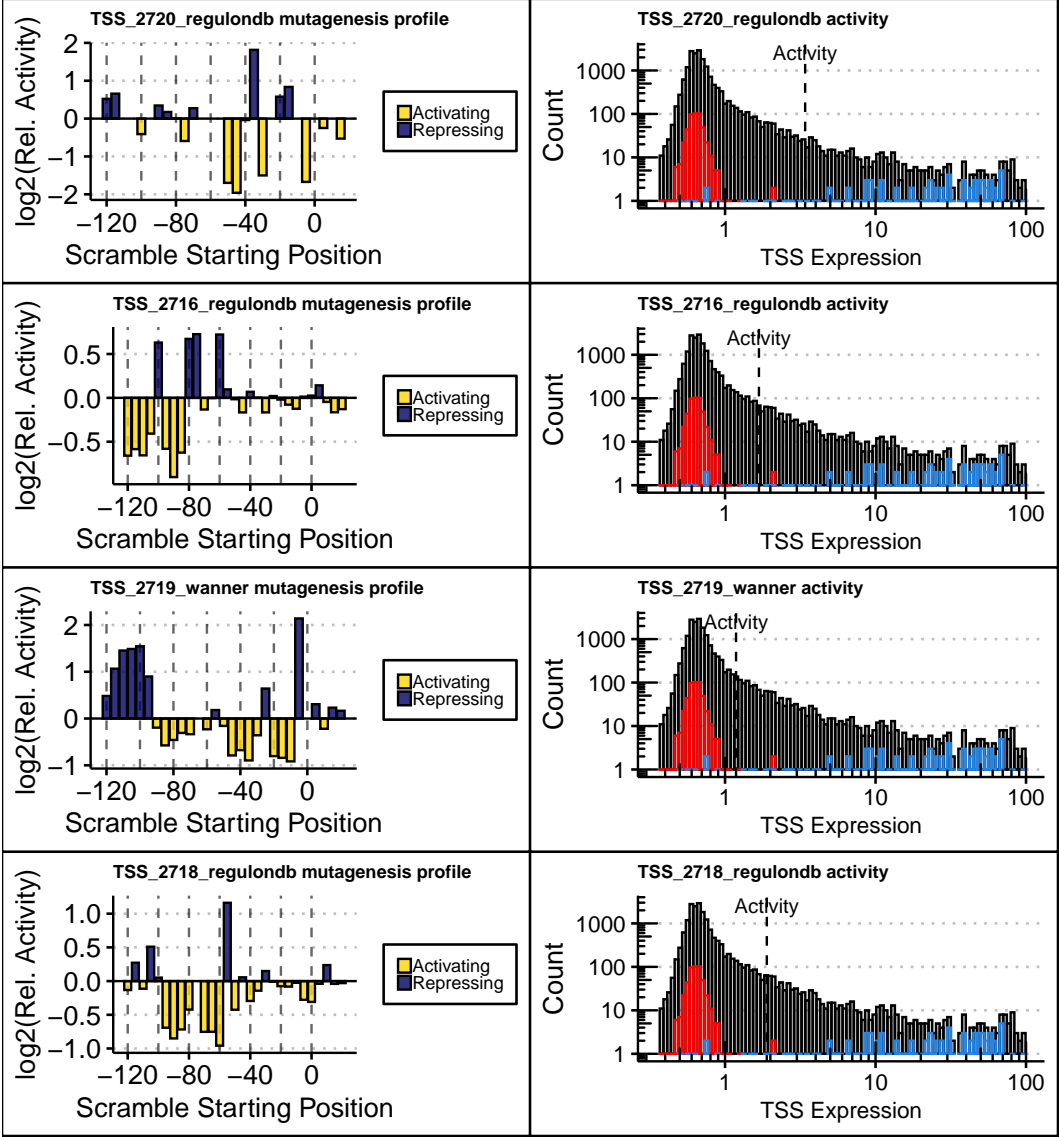 TSS_2720_regulondb mutagenesis profile
log2(Rel. Activity)
2
1
0
−1
−2
−120 −80 −40 0
Scramble Starting Position
Activating
Repressing
TSS_2720_regulondb activity
Activity
Count
1000
100
10
1
1 10 100
TSS Expression
TSS_2716_regulondb mutagenesis profile
log2(Rel. Activity)
0.5
0.0
−0.5
−120 −80 −40 0
Scramble Starting Position
Activating
Repressing
TSS_2716_regulondb activity
Activity
Count
1000
100
10
1
1 10 100
TSS Expression
TSS_2719_wanner mutagenesis profile
log2(Rel. Activity)
2
1
0
−1
−120 −80 −40 0
Scramble Starting Position
Activating
Repressing
TSS_2719_wanner activity
Activity
Count
1000
100
10
1
1 10 100
TSS Expression
TSS_2718_regulondb mutagenesis profile
log2(Rel. Activity)
1.0
0.5
0.0
−0.5
−1.0
−120 −80 −40 0
Scramble Starting Position
Activating
Repressing
TSS_2718_regulondb activity
Activity
Count
1000
100
10
1
1 10 100
TSS Expression